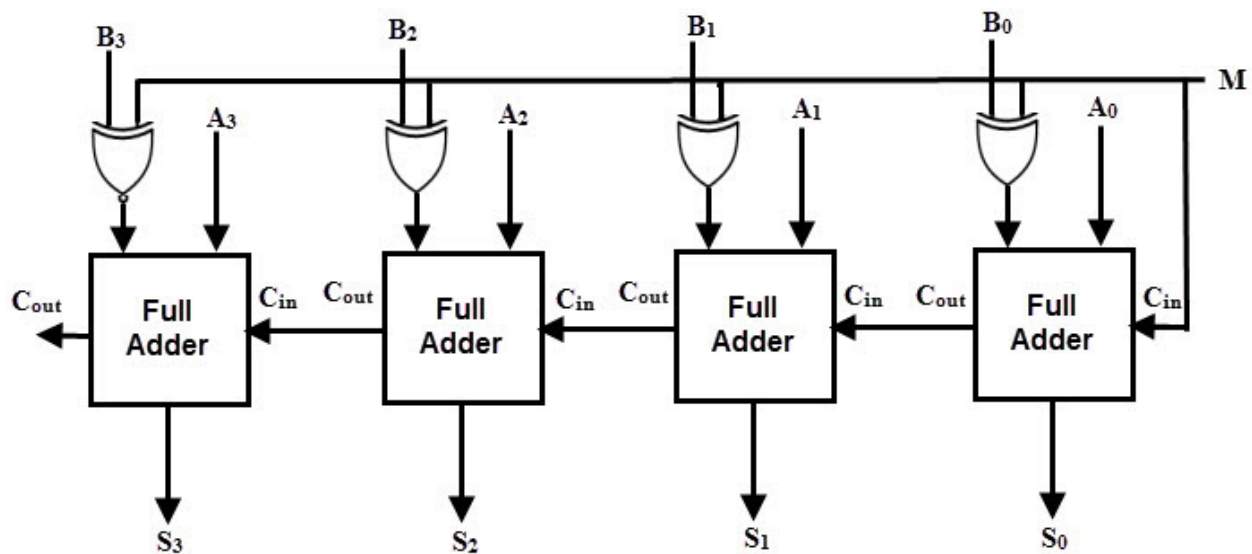 B3
B2
B1
B0
M
A3
A2
A1
A0
Full Adder
Full Adder
Full Adder
Full Adder
Cout
Cin
Cout
Cin
Cout
Cin
Cout
Cin
S3
S2
S1
S0